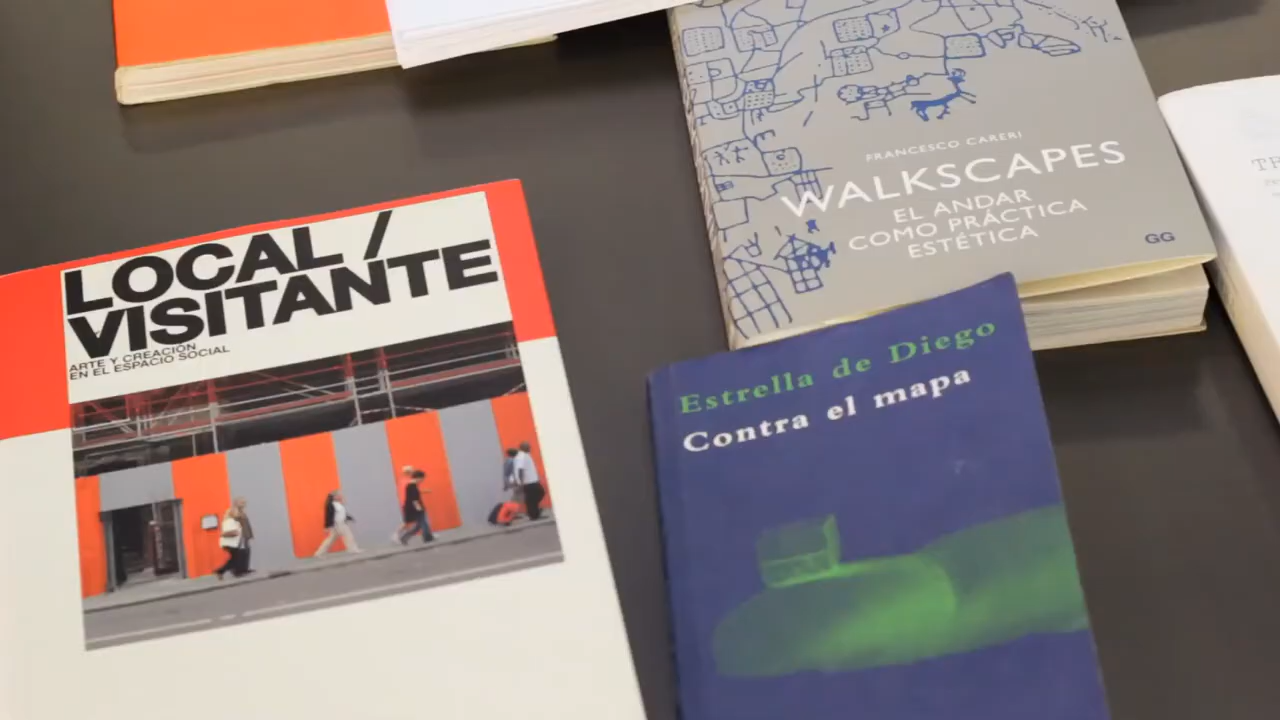 LOCAL /
VISITANTE
ARTE Y CREACIÓN
EN EL ESPACIO SOCIAL
FRANCESCO CARERI
WALKSCAPES
EL ANDAR
COMO PRÁCTICA
ESTÉTICA
GG
Estrella de Diego
Contra el mapa